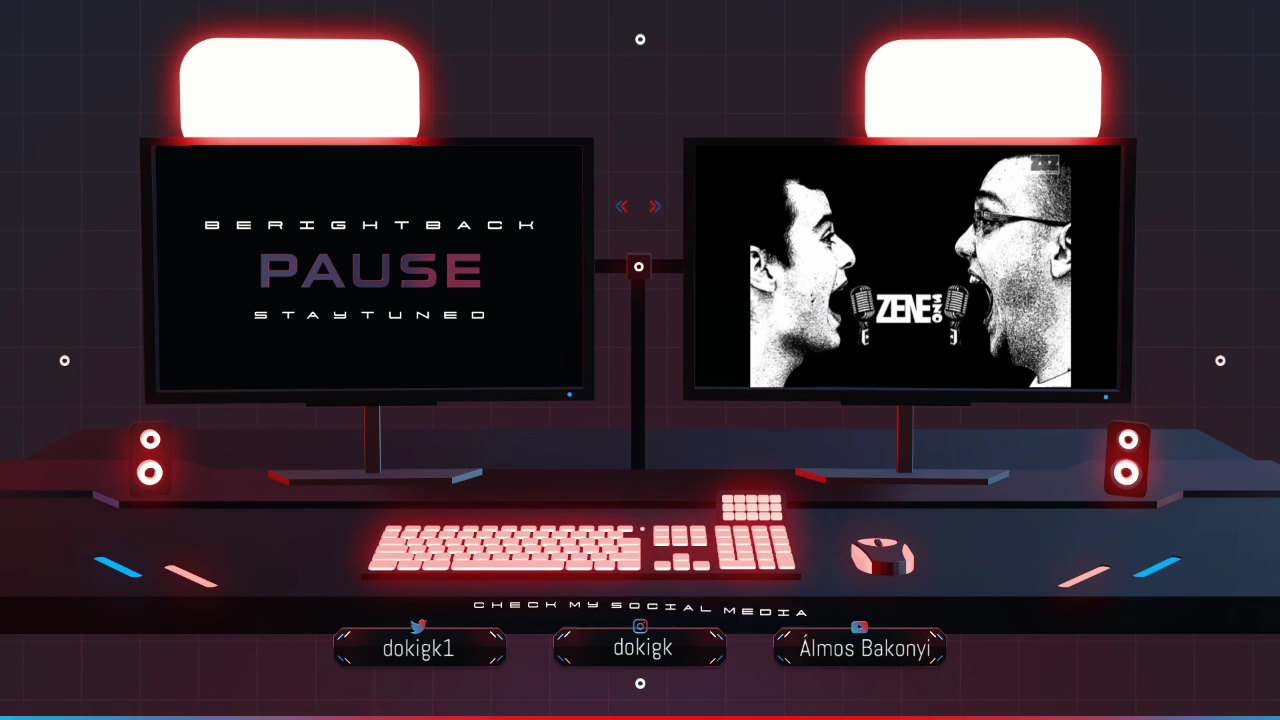 BERIGHTBACK
PAUSE
STAYTUNED
ZENE
CHECK MY SOCIAL MEDIA
dokigk1
dokigk
Álmos Bakonyi